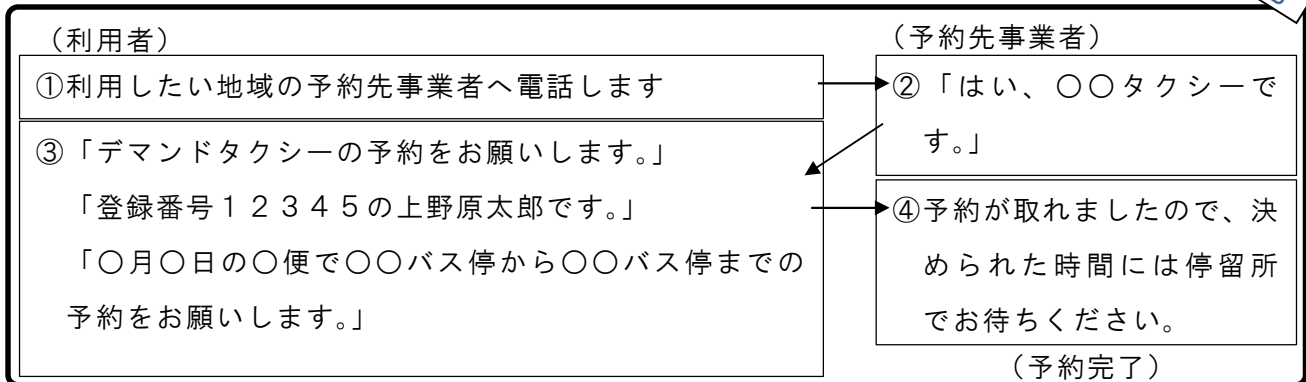 （利用者）
①利用したい地域の予約先事業者へ電話します
（予約先事業者）
②「はい、〇〇タクシーで
す。」
③「デマンドタクシーの予約をお願いします。」
「登録番号１２３４５の上野原太郎です。」
「〇月〇日の〇便で〇〇バス停から〇〇バス停までの
予約をお願いします。」
④予約が取れましたので、決
められた時間には停留所
でお待ちください。
（予約完了）